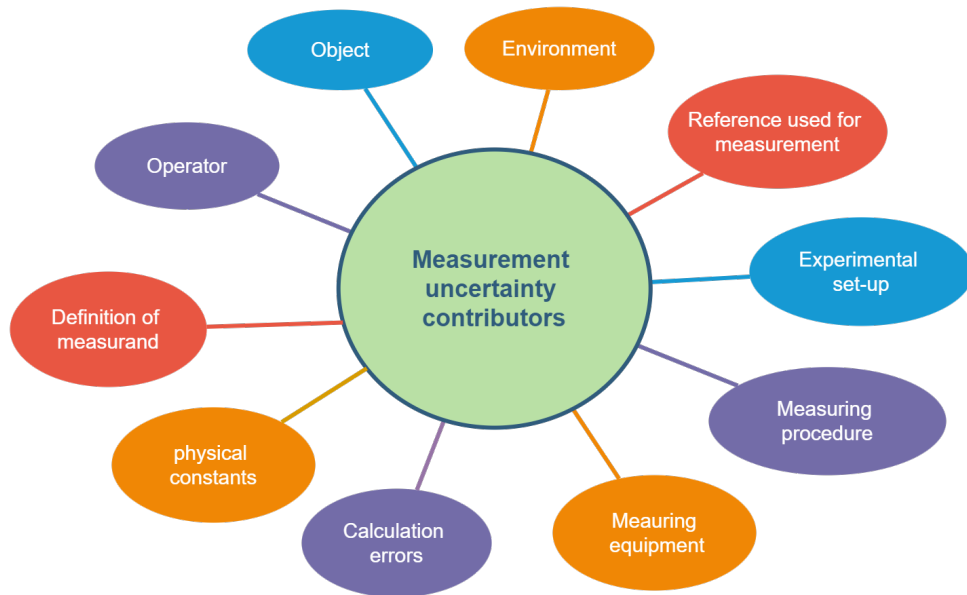 Object
Environment
Reference used for
measurement
Operator
Experimental
set-up
Measurement
uncertainty
contributors
Definition of
measurand
Measuring
procedure
physical
constants
Calculation
errors
Meauring
equipment